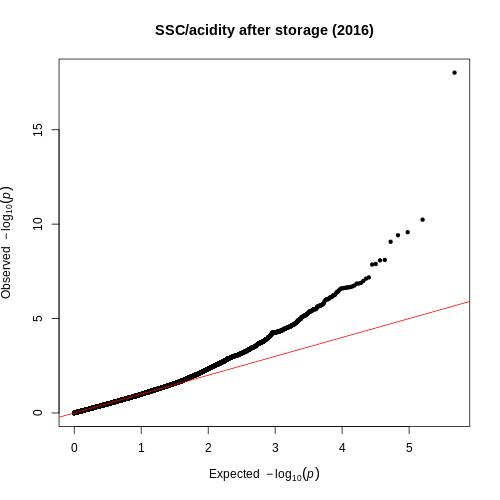 SSC/acidity after storage (2016)
Observed −log₁₀(p)
15
10
5
0
0 1 2 3 4 5
Expected −log₁₀(p)